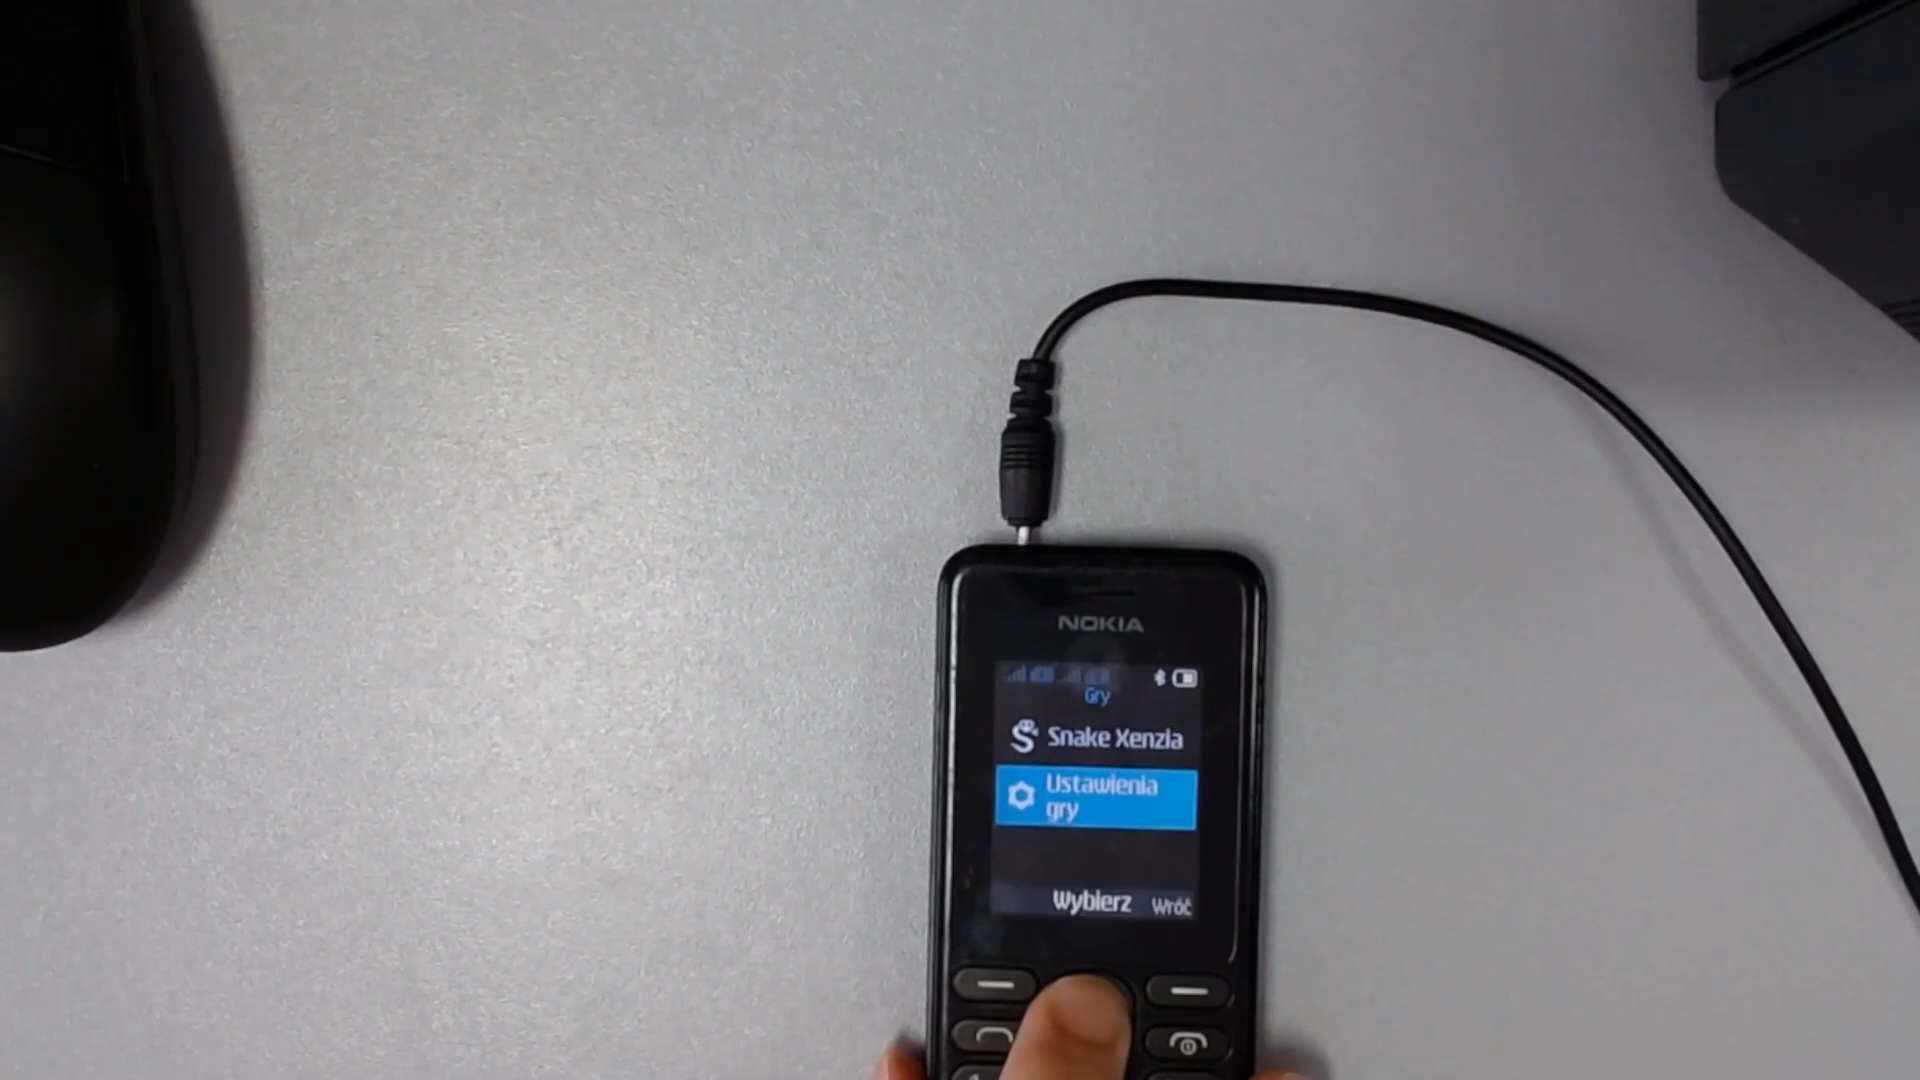 NOKIA
Gry
Snake Xenzia
Ustawienia
gry
Wybierz Wróć